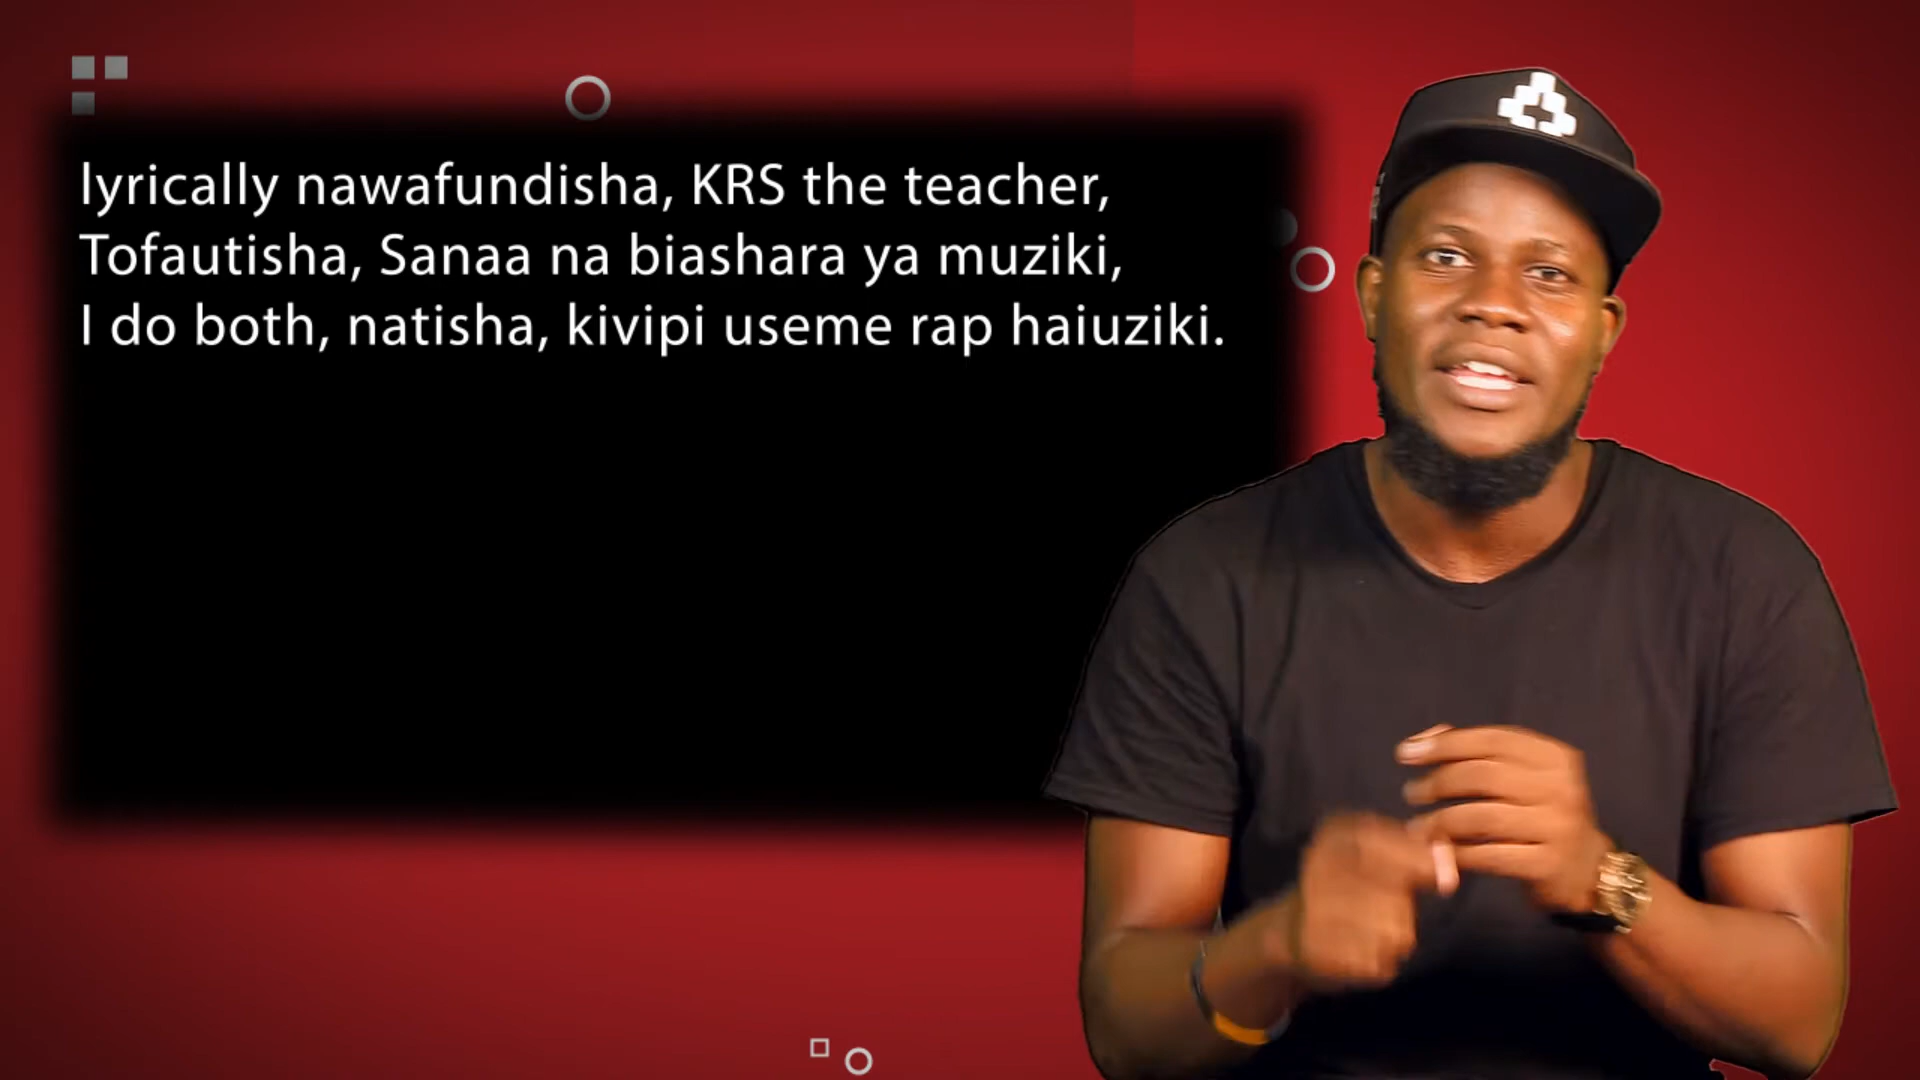 lyrically nawafundisha, KRS the teacher,
Tofautisha, Sanaa na biashara ya muziki,
I do both, natisha, kivipi useme rap haiuziki.